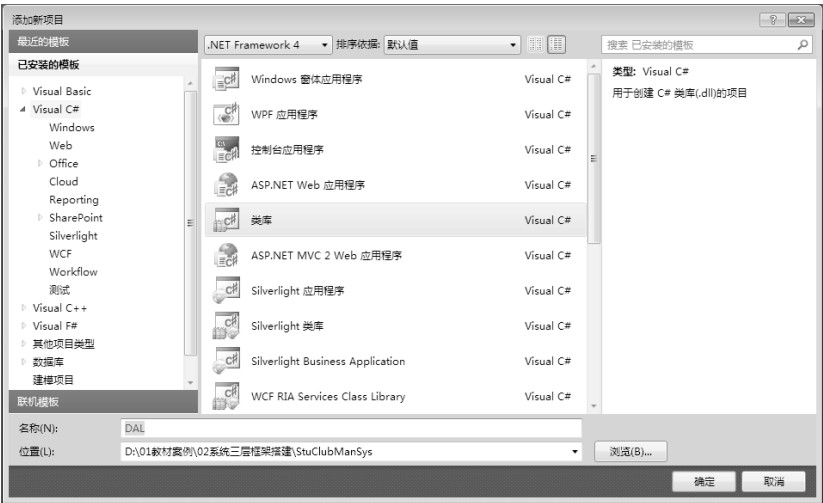 添加新项目
最近的模板
已安装的模板
Visual Basic
Visual C#
Windows
Web
Office
Cloud
Reporting
SharePoint
Silverlight
WCF
Workflow
测试
Visual C++
Visual F#
其他项目类型
数据库
建模项目
联机模板
.NET Framework 4 排序依据: 默认值
Windows 窗体应用程序 Visual C#
WPF 应用程序 Visual C#
控制台应用程序 Visual C#
ASP.NET Web 应用程序 Visual C#
类库 Visual C#
ASP.NET MVC 2 Web 应用程序 Visual C#
Silverlight 应用程序 Visual C#
Silverlight 类库 Visual C#
Silverlight Business Application Visual C#
WCF RIA Services Class Library Visual C#
搜索 已安装的模板
类型: Visual C#
用于创建 C# 类库(.dll)的项目
名称(N): DAL
位置(L): D:\01教材案例\02系统三层框架搭建\StuClubManSys 浏览(B)...
确定 取消